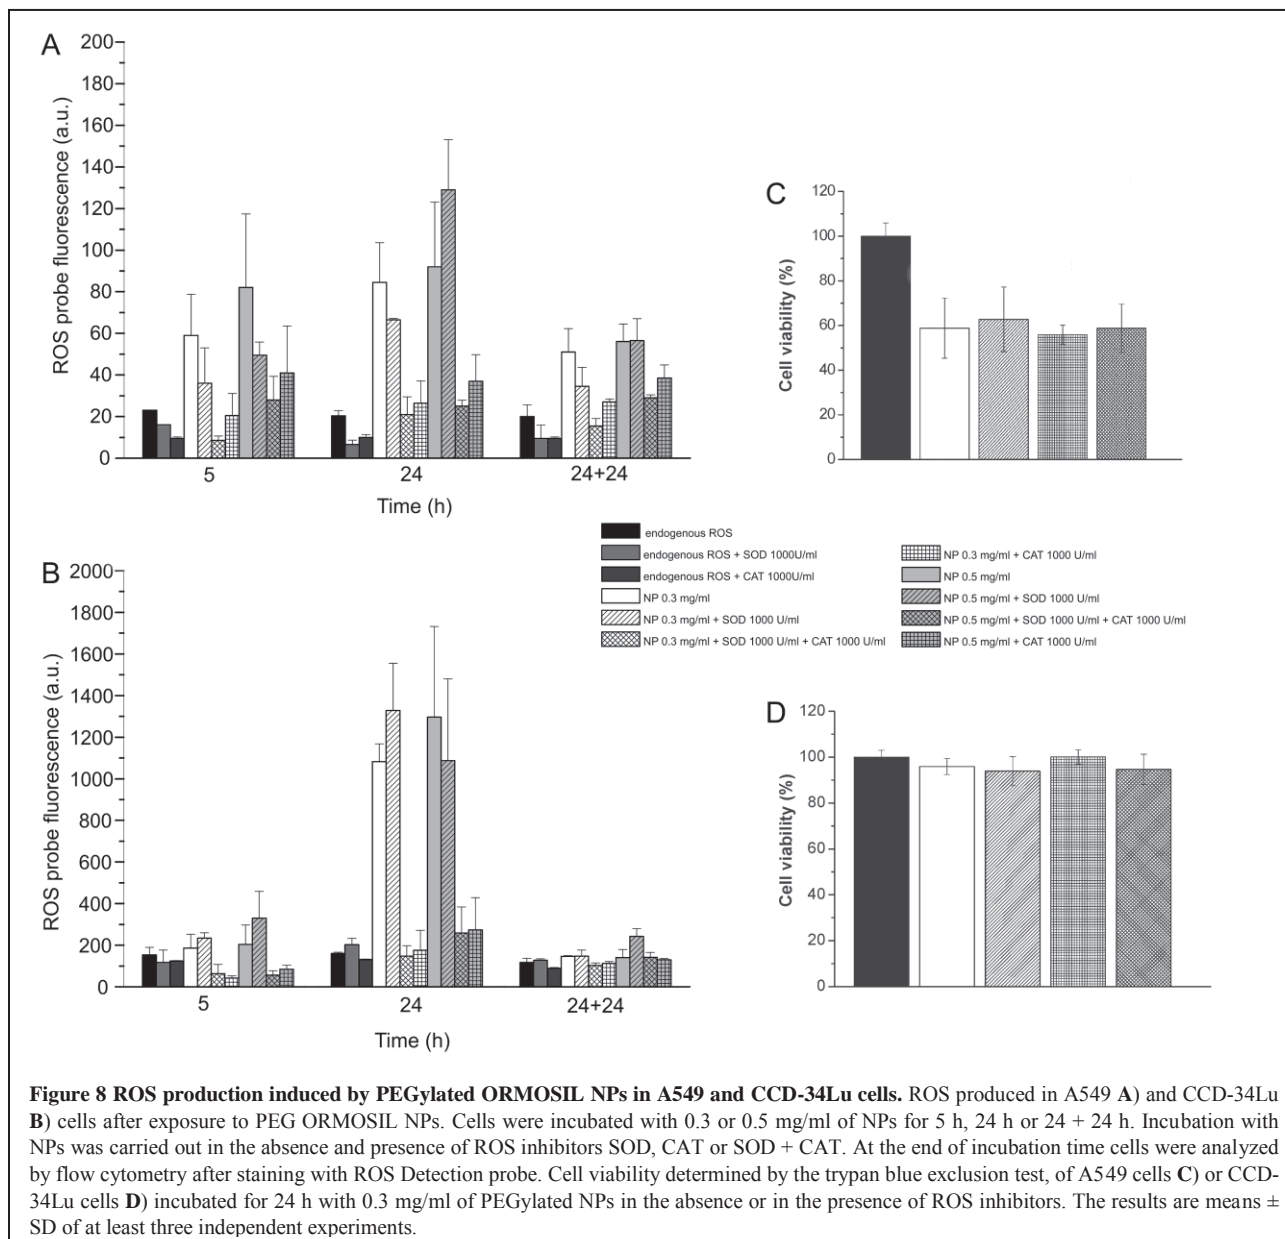 A
200
180
160
140
120
100
80
60
40
20
0
ROS probe fluorescence (a.u.)
5 24 24+24
Time (h)
C
120
100
80
60
40
20
0
Cell viability (%)
endogenous ROS
endogenous ROS + SOD 1000U/ml
endogenous ROS + CAT 1000U/ml
NP 0.3 mg/ml
NP 0.3 mg/ml + SOD 1000 U/ml
NP 0.3 mg/ml + SOD 1000 U/ml + CAT 1000 U/ml
NP 0.3 mg/ml + CAT 1000 U/ml
NP 0.5 mg/ml
NP 0.5 mg/ml + SOD 1000 U/ml
NP 0.5 mg/ml + SOD 1000 U/ml + CAT 1000 U/ml
NP 0.5 mg/ml + CAT 1000 U/ml
B
2000
1800
1600
1400
1200
1000
800
600
400
200
0
ROS probe fluorescence (a.u.)
5 24 24+24
Time (h)
D
120
100
80
60
40
20
0
Cell viability (%)
Figure 8 ROS production induced by PEGylated ORMOSIL NPs in A549 and CCD-34Lu cells. ROS produced in A549 A) and CCD-34Lu
B) cells after exposure to PEG ORMOSIL NPs. Cells were incubated with 0.3 or 0.5 mg/ml of NPs for 5 h, 24 h or 24 + 24 h. Incubation with
NPs was carried out in the absence and presence of ROS inhibitors SOD, CAT or SOD + CAT. At the end of incubation time cells were analyzed
by flow cytometry after staining with ROS Detection probe. Cell viability determined by the trypan blue exclusion test, of A549 cells C) or CCD-
34Lu cells D) incubated for 24 h with 0.3 mg/ml of PEGylated NPs in the absence or in the presence of ROS inhibitors. The results are means ±
SD of at least three independent experiments.